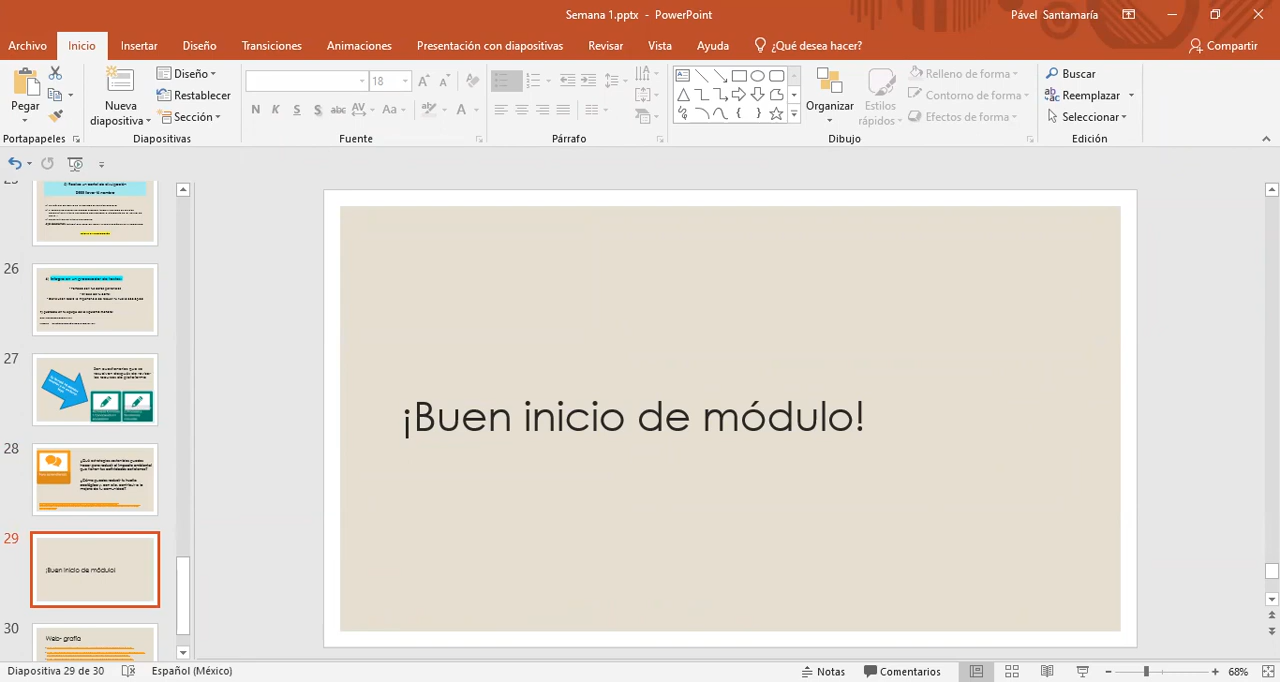 Semana 1.pptx - PowerPoint
Pável Santamaría
Archivo Inicio Insertar Diseño Transiciones Animaciones Presentación con diapositivas Revisar Vista Ayuda ¿Qué desea hacer? Compartir
Pegar
Portapapeles
Nueva
diapositiva
Diseño
Restablecer
Sección
Diapositivas
18
N K S S abc AV Aa A
Fuente
Párrafo
Organizar
Estilos
rápidos
Relleno de forma
Contorno de forma
Efectos de forma
Dibujo
Buscar
Reemplazar
Seleccionar
Edición
26
27
28
29
¡Buen inicio de módulo!
30
Web- grafía
¡Buen inicio de módulo!
Diapositiva 29 de 30 Español (México) Notas Comentarios 68%